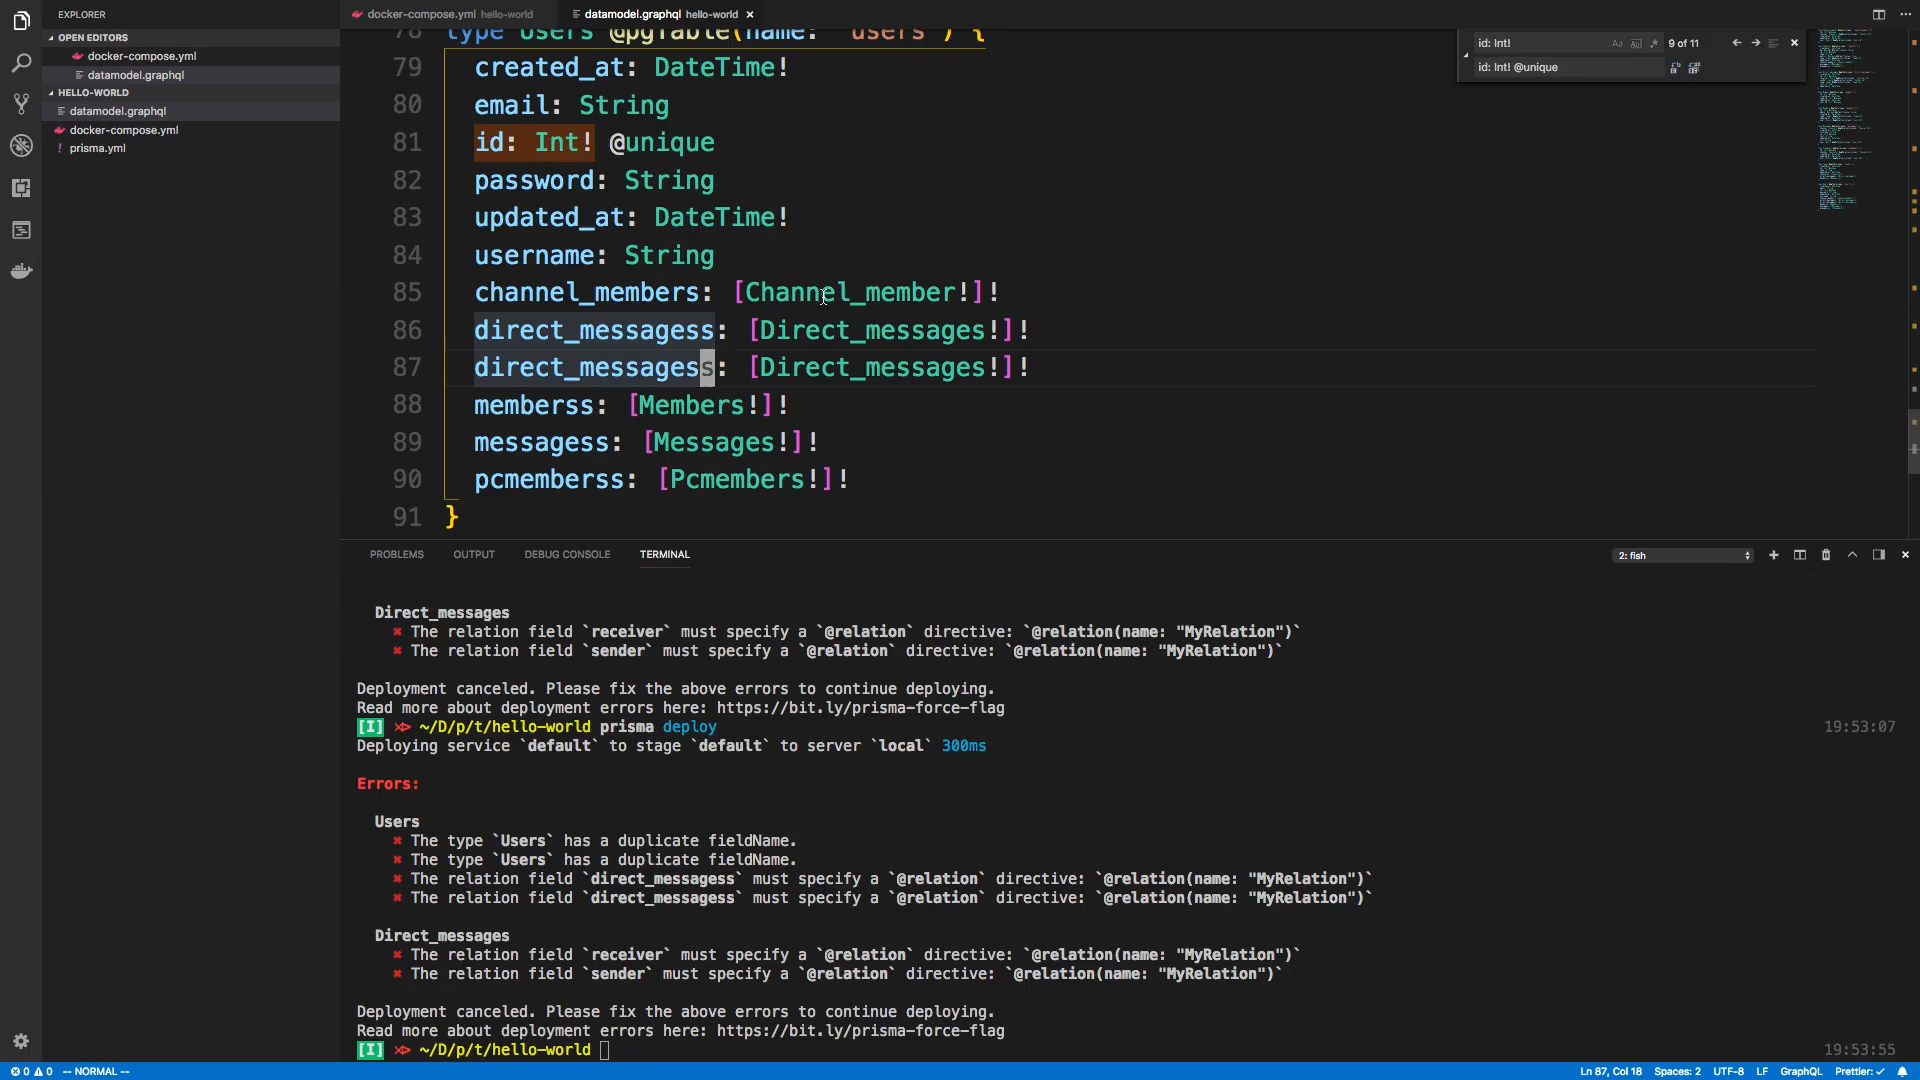 EXPLORER
OPEN EDITORS
docker-compose.yml
datamodel.graphql
HELLO-WORLD
datamodel.graphql
docker-compose.yml
! prisma.yml
docker-compose.yml hello-world
datamodel.graphql hello-world
id: Int!
Aa
9 of 11
id: Int! @unique
78 type Users @pgTable(name: "users") {
79 created_at: DateTime!
80 email: String
81 id: Int! @unique
82 password: String
83 updated_at: DateTime!
84 username: String
85 channel_members: [Channel_member!]!
86 direct_messagess: [Direct_messages!]!
87 direct_messagess: [Direct_messages!]!
88 memberss: [Members!]!
89 messagess: [Messages!]!
90 pcmemberss: [Pcmembers!]!
91 }
PROBLEMS OUTPUT DEBUG CONSOLE TERMINAL
2: fish
Direct_messages
✖ The relation field `receiver` must specify a `@relation` directive: `@relation(name: "MyRelation")`
✖ The relation field `sender` must specify a `@relation` directive: `@relation(name: "MyRelation")`
Deployment canceled. Please fix the above errors to continue deploying.
Read more about deployment errors here: https://bit.ly/prisma-force-flag
[I] ~/D/p/t/hello-world prisma deploy 19:53:07
Deploying service `default` to stage `default` to server `local` 300ms
Errors:
Users
✖ The type `Users` has a duplicate fieldName.
✖ The type `Users` has a duplicate fieldName.
✖ The relation field `direct_messagess` must specify a `@relation` directive: `@relation(name: "MyRelation")`
✖ The relation field `direct_messagess` must specify a `@relation` directive: `@relation(name: "MyRelation")`
Direct_messages
✖ The relation field `receiver` must specify a `@relation` directive: `@relation(name: "MyRelation")`
✖ The relation field `sender` must specify a `@relation` directive: `@relation(name: "MyRelation")`
Deployment canceled. Please fix the above errors to continue deploying.
Read more about deployment errors here: https://bit.ly/prisma-force-flag
[I] ~/D/p/t/hello-world 19:53:55
0 0 -- NORMAL --
Ln 87, Col 18 Spaces: 2 UTF-8 LF GraphQL Prettier: ✓